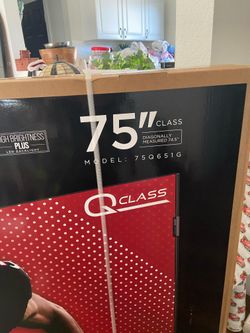 75"
CLASS
DIAGONALLY
MEASURED 74.5"
MODEL: 75Q651G
HIGH BRIGHTNESS
PLUS
LED BACKLIGHT
Q CLASS